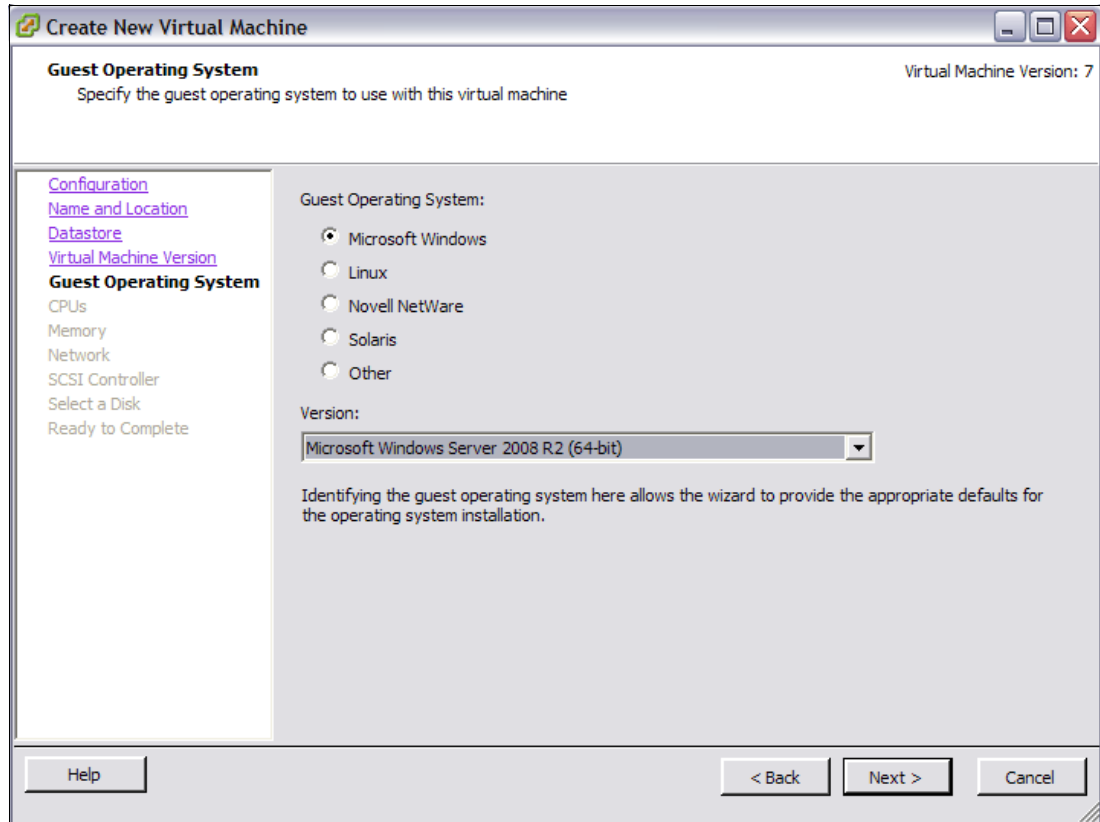 Create New Virtual Machine
Guest Operating System
Virtual Machine Version: 7
Specify the guest operating system to use with this virtual machine
Configuration
Name and Location
Datastore
Virtual Machine Version
Guest Operating System
CPUs
Memory
Network
SCSI Controller
Select a Disk
Ready to Complete
Guest Operating System:
Microsoft Windows
Linux
Novell NetWare
Solaris
Other
Version:
Microsoft Windows Server 2008 R2 (64-bit)
Identifying the guest operating system here allows the wizard to provide the appropriate defaults for
the operating system installation.
Help
< Back
Next >
Cancel